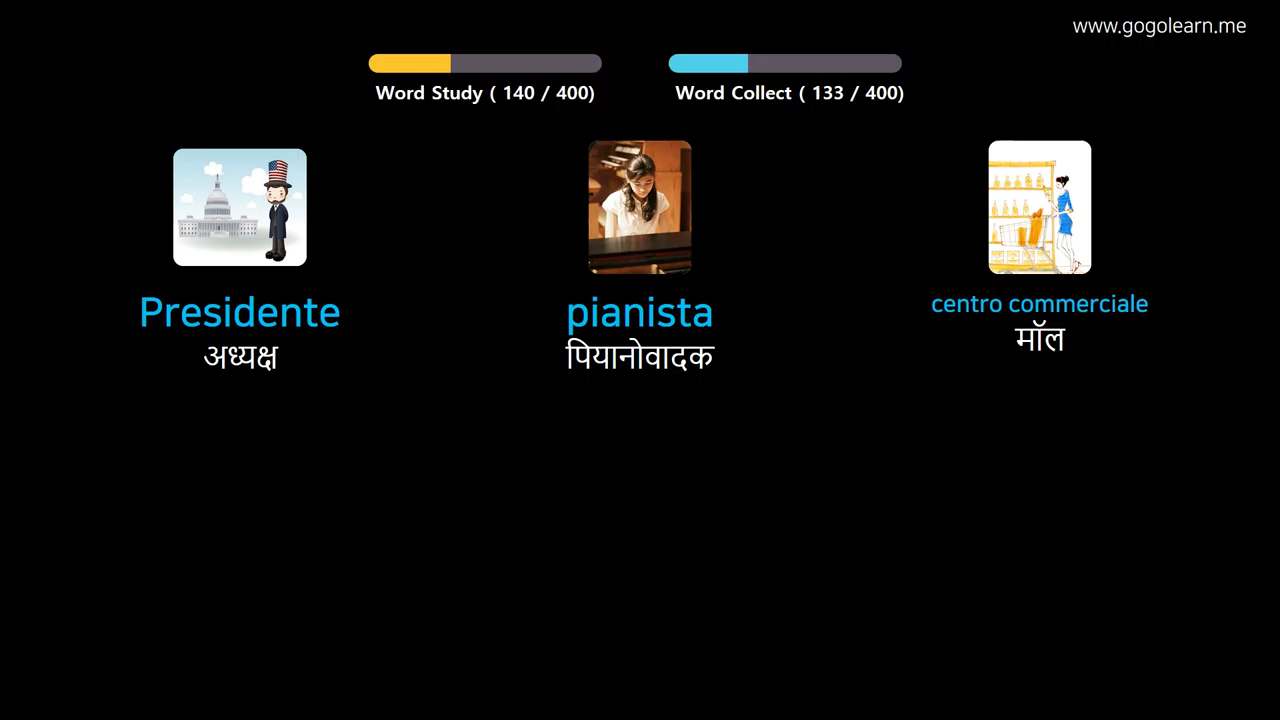 www.gogolearn.me
Word Study ( 140 / 400)
Word Collect ( 133 / 400)
Presidente
अध्यक्ष
pianista
पियानोवादक
centro commerciale
मॉल